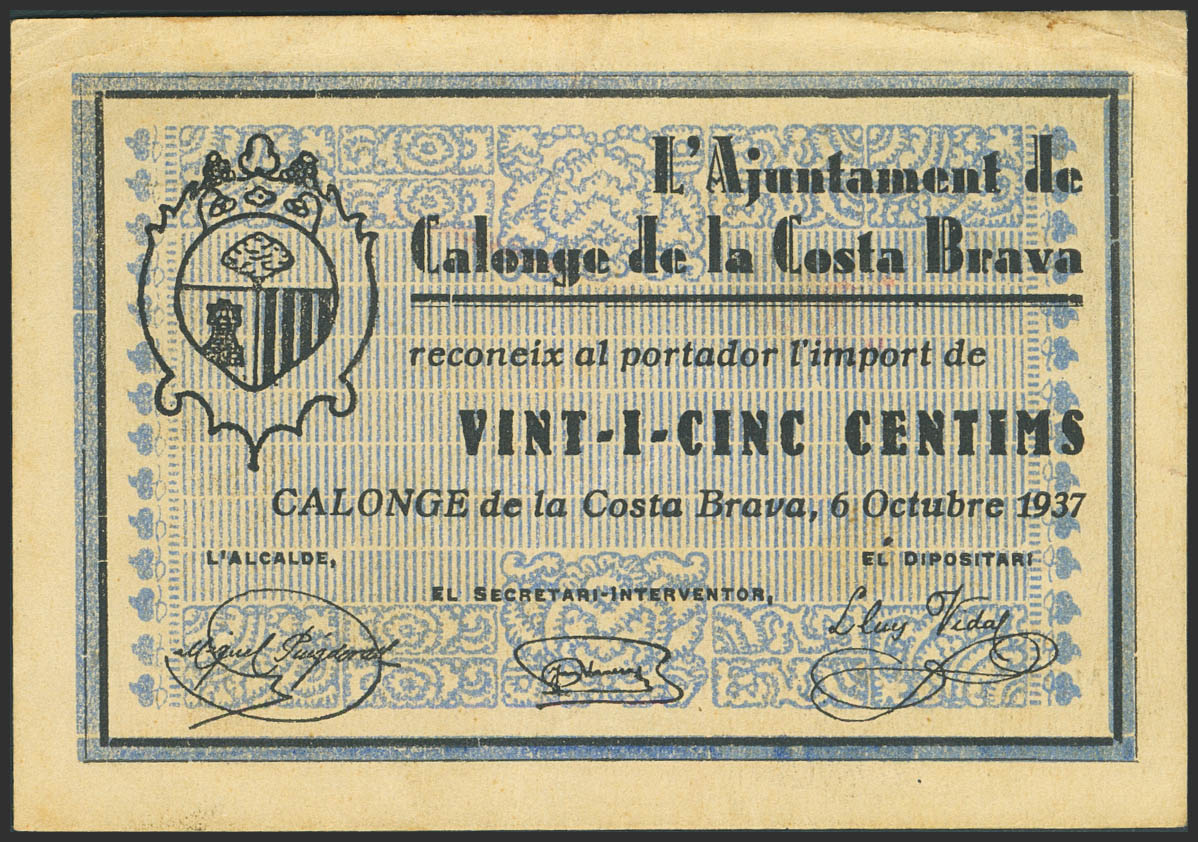 L'Ajuntament de
Calonge de la Costa Brava
reconeix al portador l'import de
VINT-I-CINC CENTIMS
CALONGE de la Costa Brava, 6 Octubre 1937
L'ALCALDE,
EL DIPOSITARI
EL SECRETARI-INTERVENTOR,
Miquel
Lluis Vidal